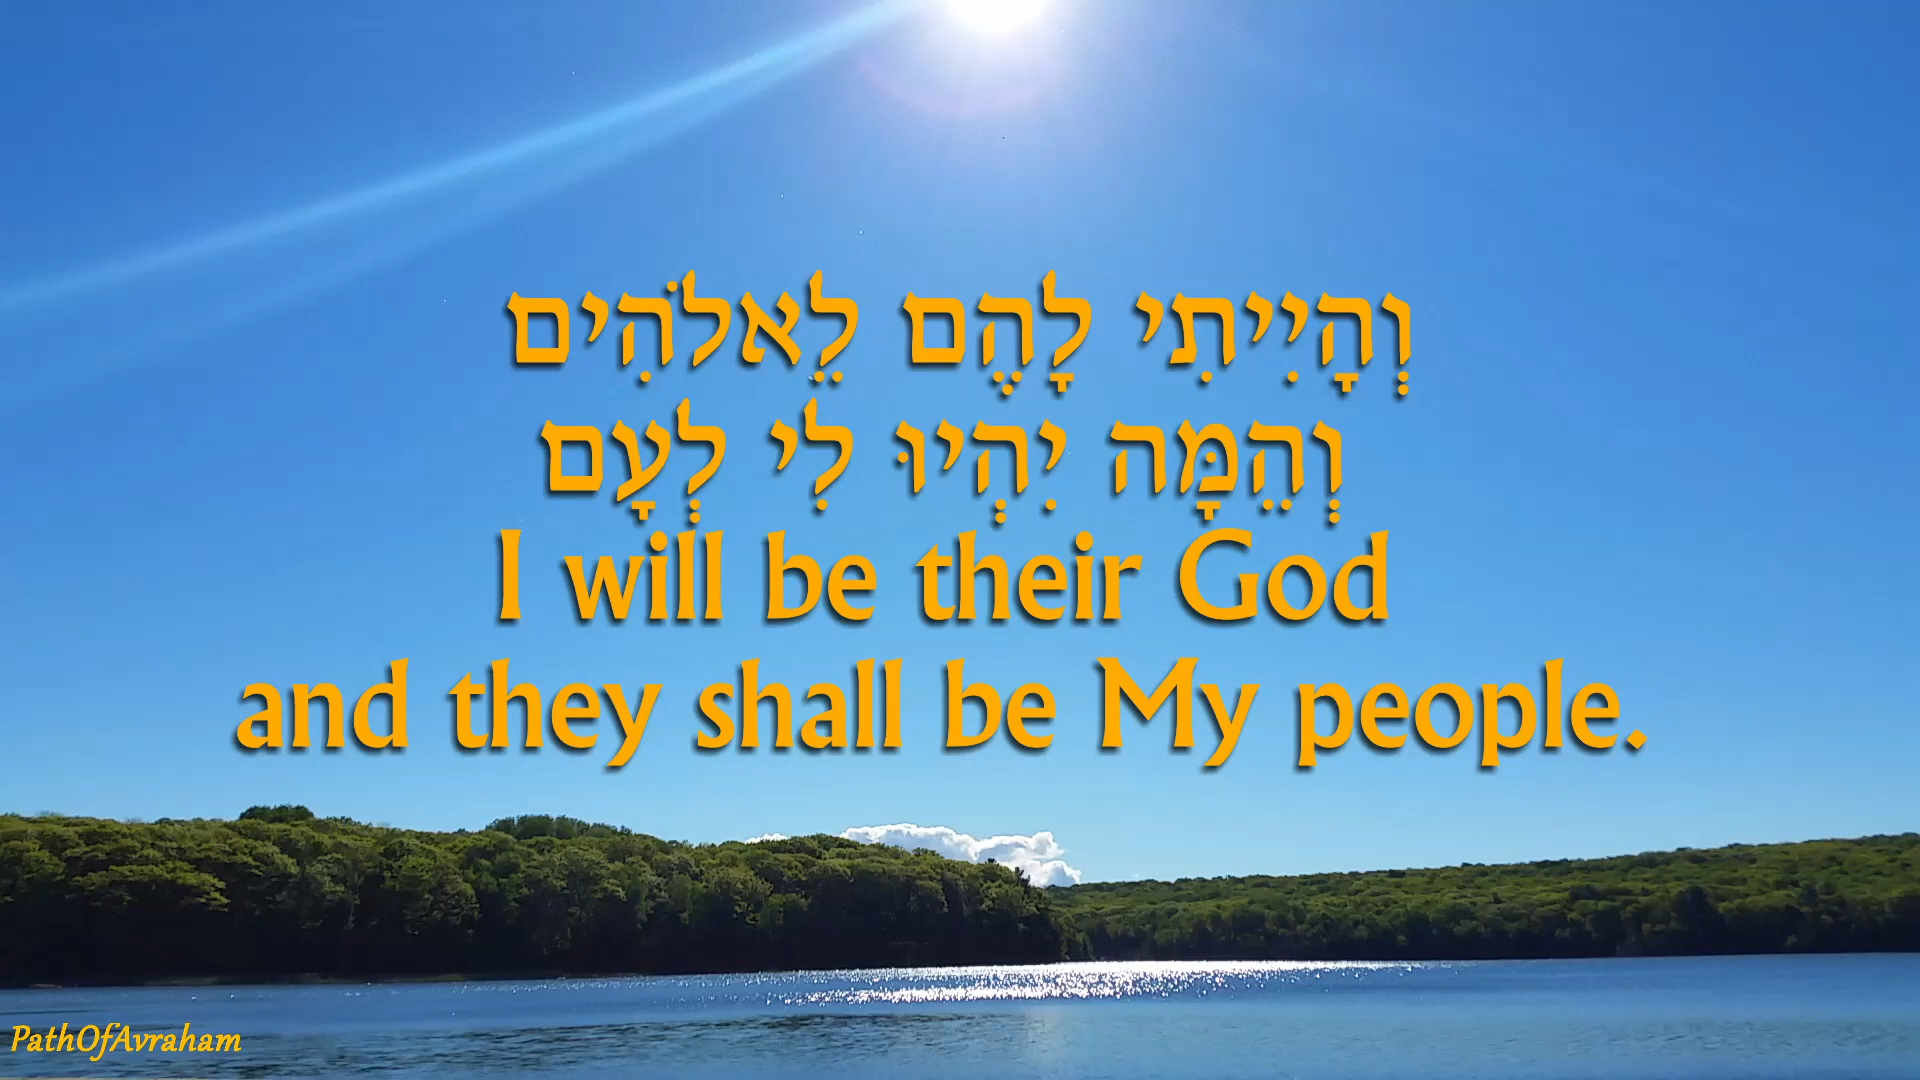 וְהָיִיתִי לָהֶם לֵאלֹהִים
וְהֵמָּה יִהְיוּ לִי לְעָם
I will be their God
and they shall be My people.
PathOfAvraham